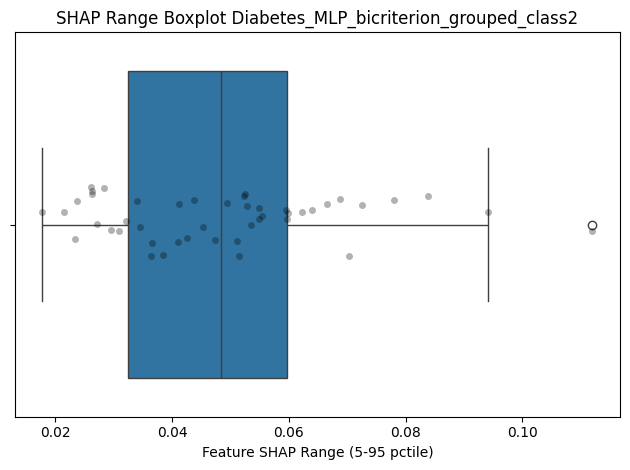 SHAP Range Boxplot Diabetes_MLP_bicriterion_grouped_class2
0.02 0.04 0.06 0.08 0.10
Feature SHAP Range (5-95 pctile)